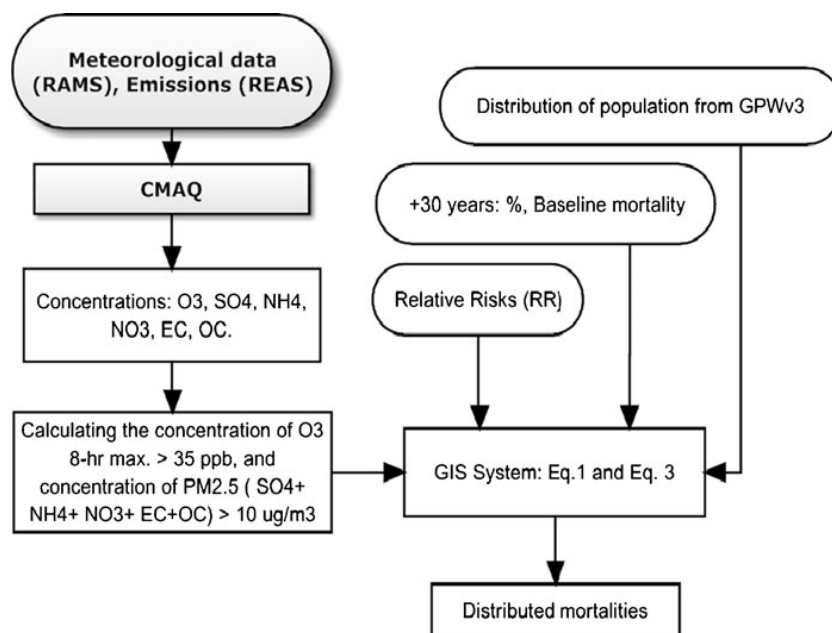 Meteorological data
(RAMS), Emissions (REAS)
Distribution of population from GPWv3
CMAQ
+30 years: %, Baseline mortality
Concentrations: O3, SO4, NH4,
NO3, EC, OC.
Relative Risks (RR)
Calculating the concentration of O3
8-hr max. > 35 ppb, and
concentration of PM2.5 ( SO4+
NH4+ NO3+ EC+OC) > 10 ug/m3
GIS System: Eq.1 and Eq. 3
Distributed mortalities